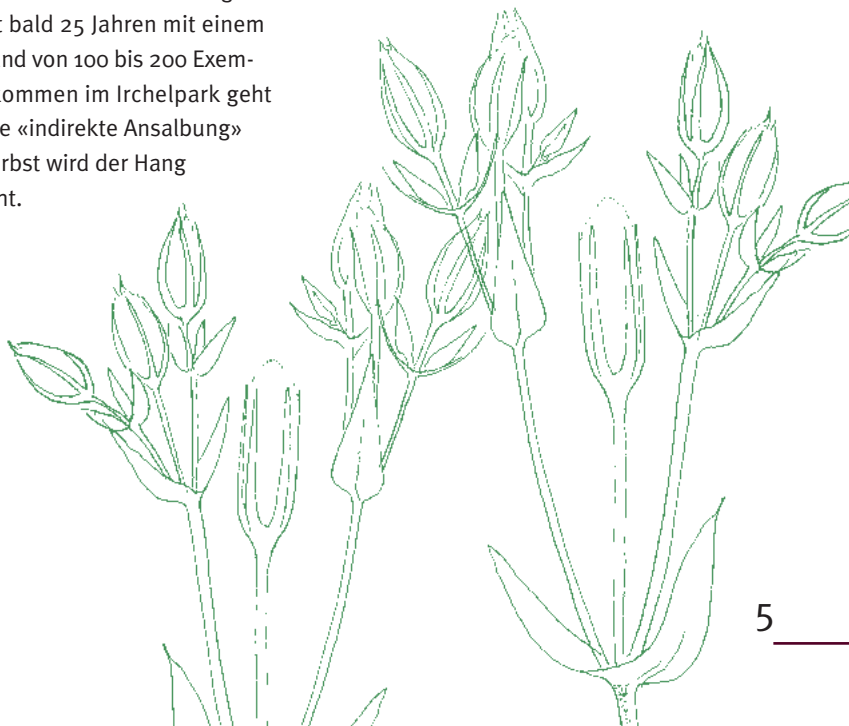 t bald 25 Jahren mit einem
nd von 100 bis 200 Exem-
kommen im Irchelpark geht
e «indirekte Ansalbung»
rbst wird der Hang
nt.
5